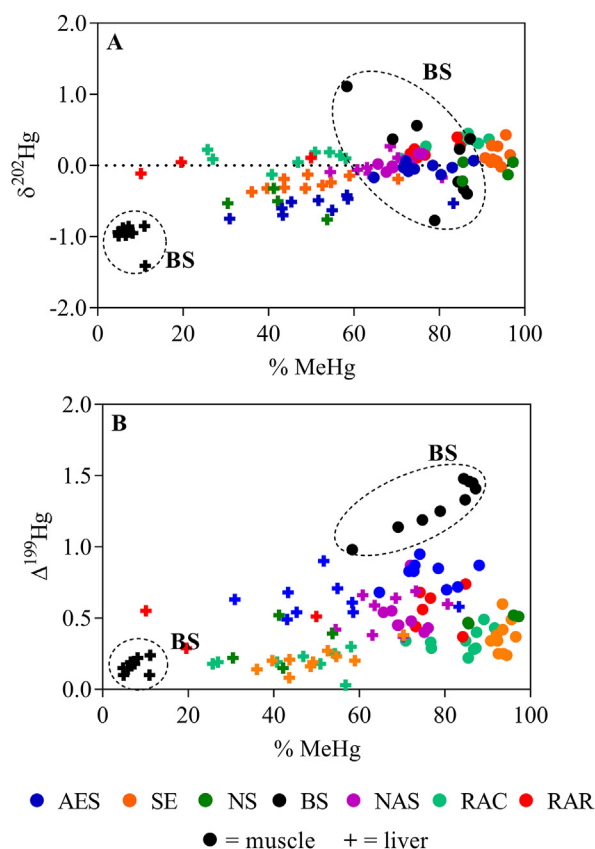 2.0
A
BS
1.0
δ²⁰²Hg
0.0
-1.0
BS
-2.0
0 20 40 60 80 100
% MeHg
2.0
B
BS
1.5
Δ¹⁹⁹Hg
1.0
0.5
BS
0.0
0 20 40 60 80 100
% MeHg
AES SE NS BS NAS RAC RAR
= muscle + = liver